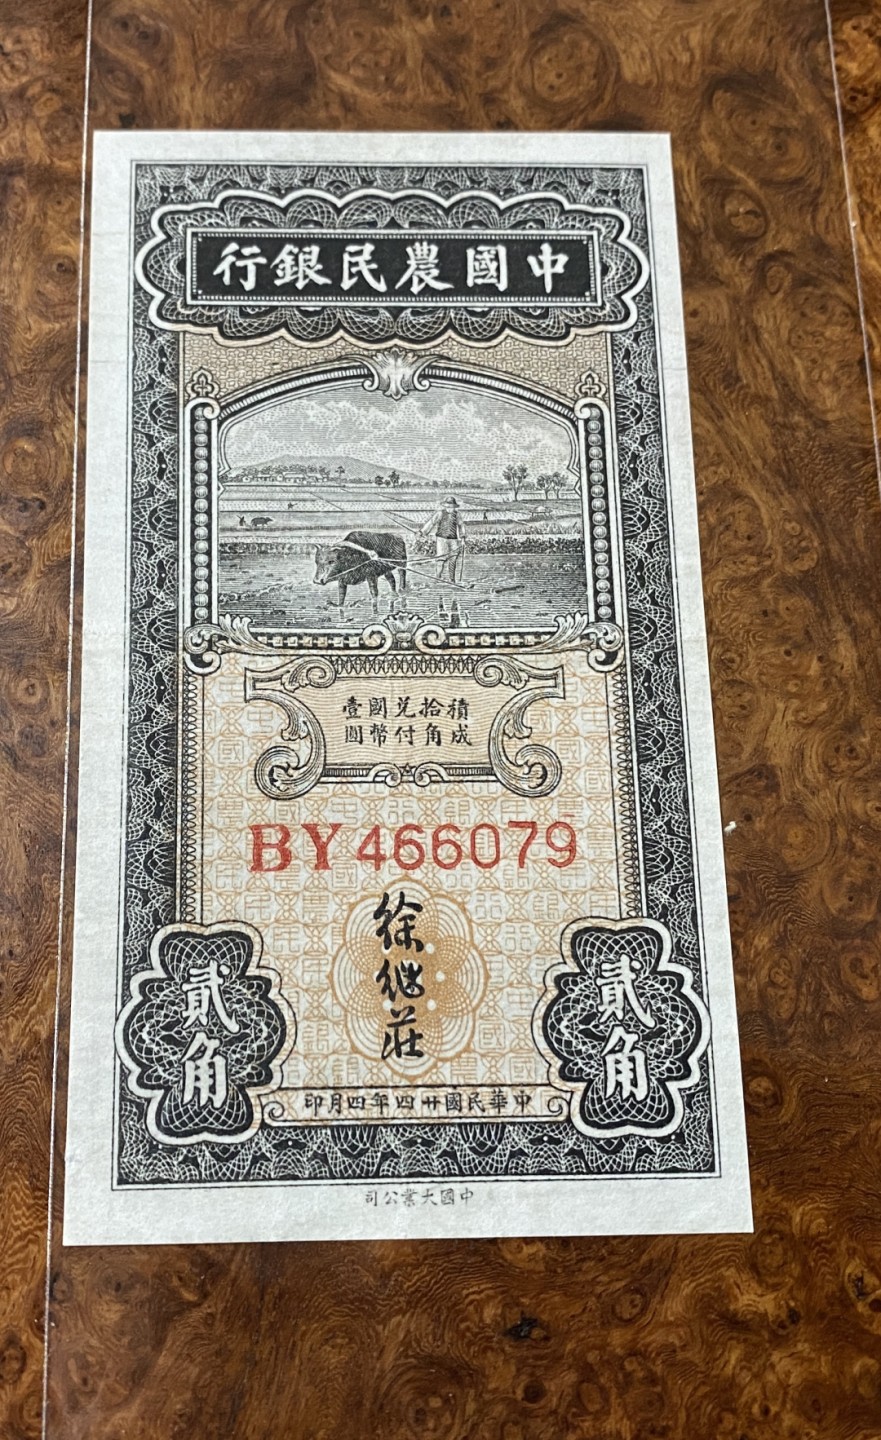 中國農民銀行
積成
拾角
兌付
國幣
壹圓
BY466079
徐继莊
貳角
貳角
中華民國廿四年四月印
中國大業公司